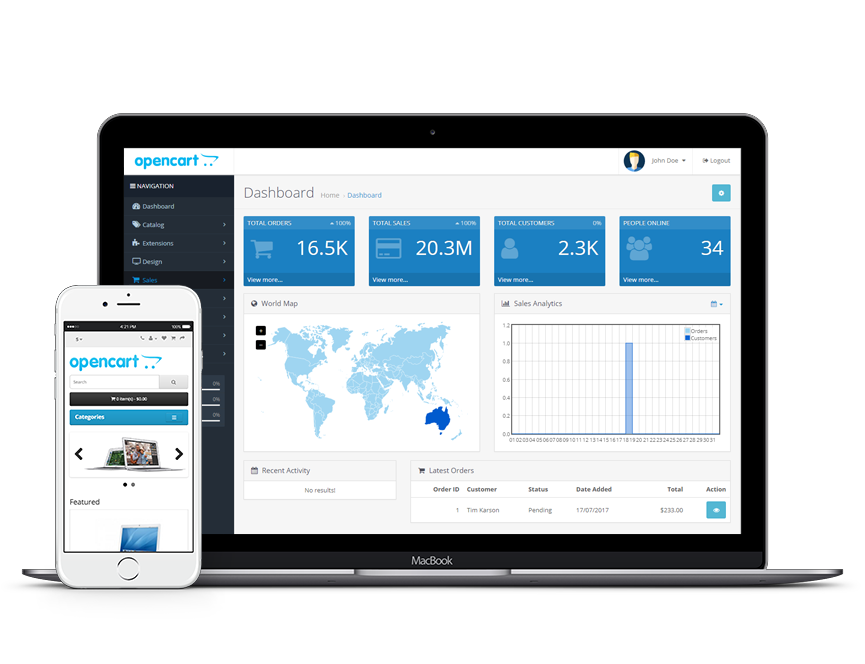 opencart
John Doe
Logout
NAVIGATION
Dashboard
Catalog
Extensions
Design
Sales
0%
0%
0%
Dashboard Home › Dashboard
TOTAL ORDERS 100%
16.5K
View more...
TOTAL SALES 100%
20.3M
View more...
TOTAL CUSTOMERS 0%
2.3K
View more...
PEOPLE ONLINE
34
View more...
World Map
+
-
Sales Analytics
Orders
Customers
1.2
1.0
0.8
0.6
0.4
0.2
0.0
01 02 03 04 05 06 07 08 09 10 11 12 13 14 15 16 17 18 19 20 21 22 23 24 25 26 27 28 29 30 31
Recent Activity
No results!
Latest Orders
Order ID Customer Status Date Added Total Action
1 Tim Karson Pending 17/07/2017 $233.00
MacBook
4:21 PM 100%
$
opencart
Search
0 item(s) - $0.00
Categories
Featured